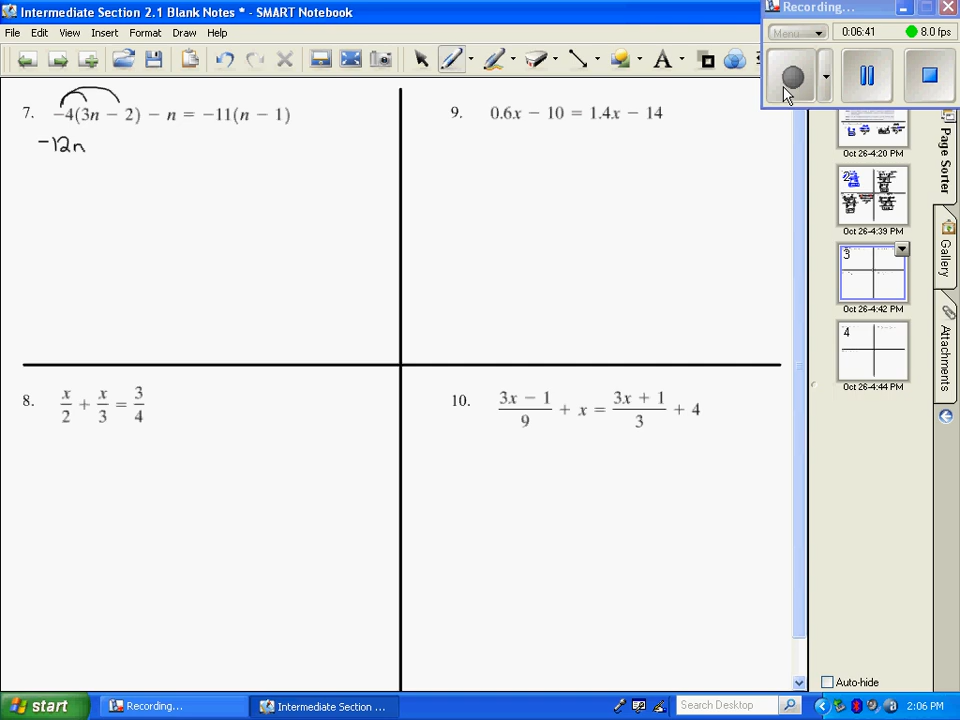 Intermediate Section 2.1 Blank Notes * - SMART Notebook
Recording...
File Edit View Insert Format Draw Help
Menu 0:06:41 8.0 fps
A
7. −4(3n − 2) − n = −11(n − 1)
−12n
9. 0.6x − 10 = 1.4x − 14
8. x/2 + x/3 = 3/4
10. (3x − 1)/9 + x = (3x + 1)/3 + 4
Oct 26-4:20 PM
2
Oct 26-4:39 PM
3
Oct 26-4:42 PM
4
Oct 26-4:44 PM
Page Sorter
Gallery
Attachments
Auto-hide
start Recording... Intermediate Section ... Search Desktop 2:06 PM